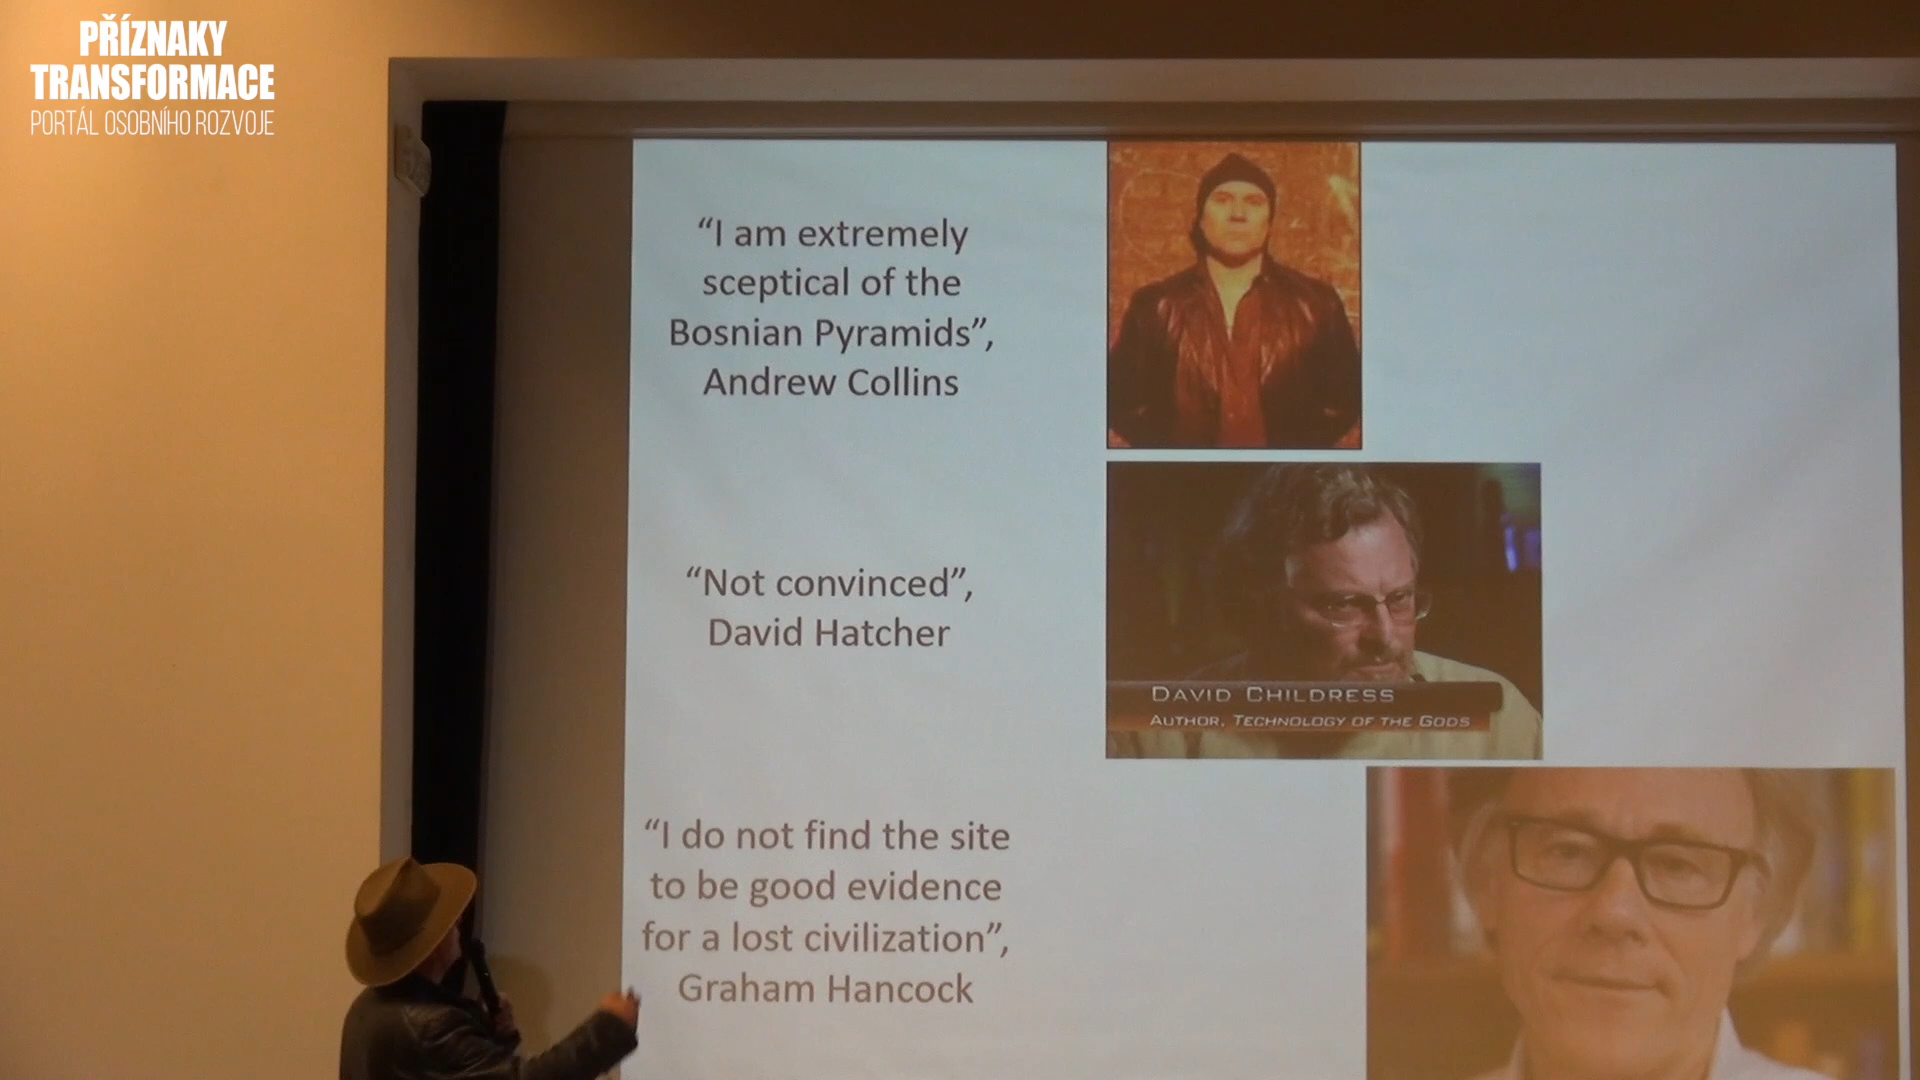 PŘÍZNAKY
TRANSFORMACE
PORTÁL OSOBNÍHO ROZVOJE
“I am extremely
sceptical of the
Bosnian Pyramids”,
Andrew Collins
“Not convinced”,
David Hatcher
DAVID CHILDRESS
AUTHOR, TECHNOLOGY OF THE GODS
“I do not find the site
to be good evidence
for a lost civilization”,
Graham Hancock